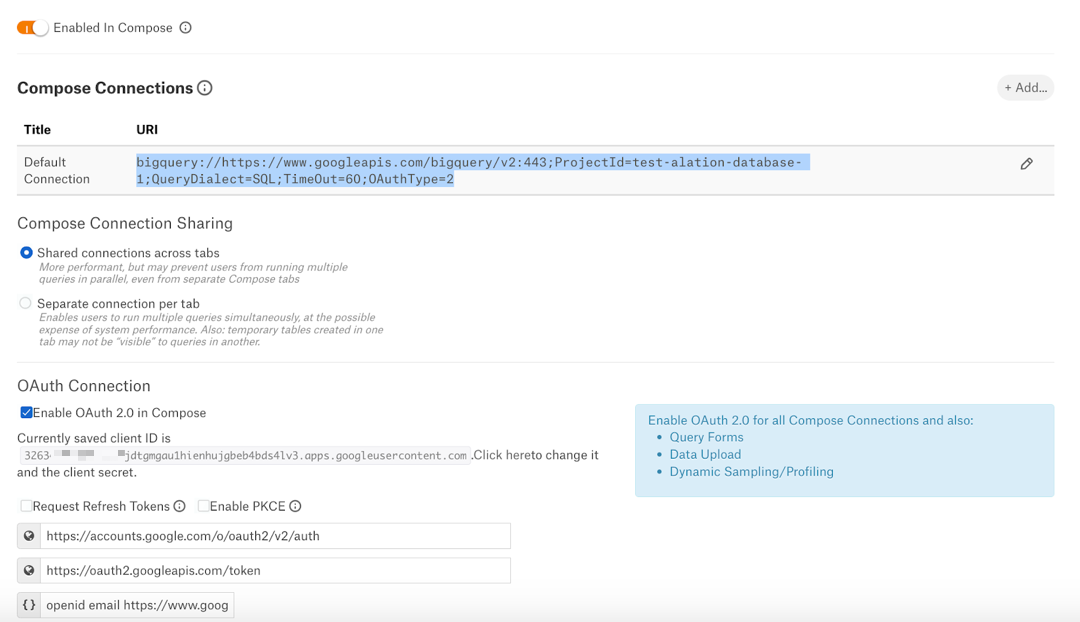 Enabled In Compose
Compose Connections
+ Add...
Title URI
Default Connection
bigquery://https://www.googleapis.com/bigquery/v2:443;ProjectId=test-alation-database-
1;QueryDialect=SQL;TimeOut=60;OAuthType=2
Compose Connection Sharing
Shared connections across tabs
More performant, but may prevent users from running multiple
queries in parallel, even from separate Compose tabs
Separate connection per tab
Enables users to run multiple queries simultaneously, at the possible
expense of system performance. Also: temporary tables created in one
tab may not be "visible" to queries in another.
OAuth Connection
Enable OAuth 2.0 in Compose
Currently saved client ID is
3263 jdtgmgau1hienhujgbeb4bds4lv3.apps.googleusercontent.com .Click hereto change it
and the client secret.
Enable OAuth 2.0 for all Compose Connections and also:
• Query Forms
• Data Upload
• Dynamic Sampling/Profiling
Request Refresh Tokens Enable PKCE
https://accounts.google.com/o/oauth2/v2/auth
https://oauth2.googleapis.com/token
{} openid email https://www.goog